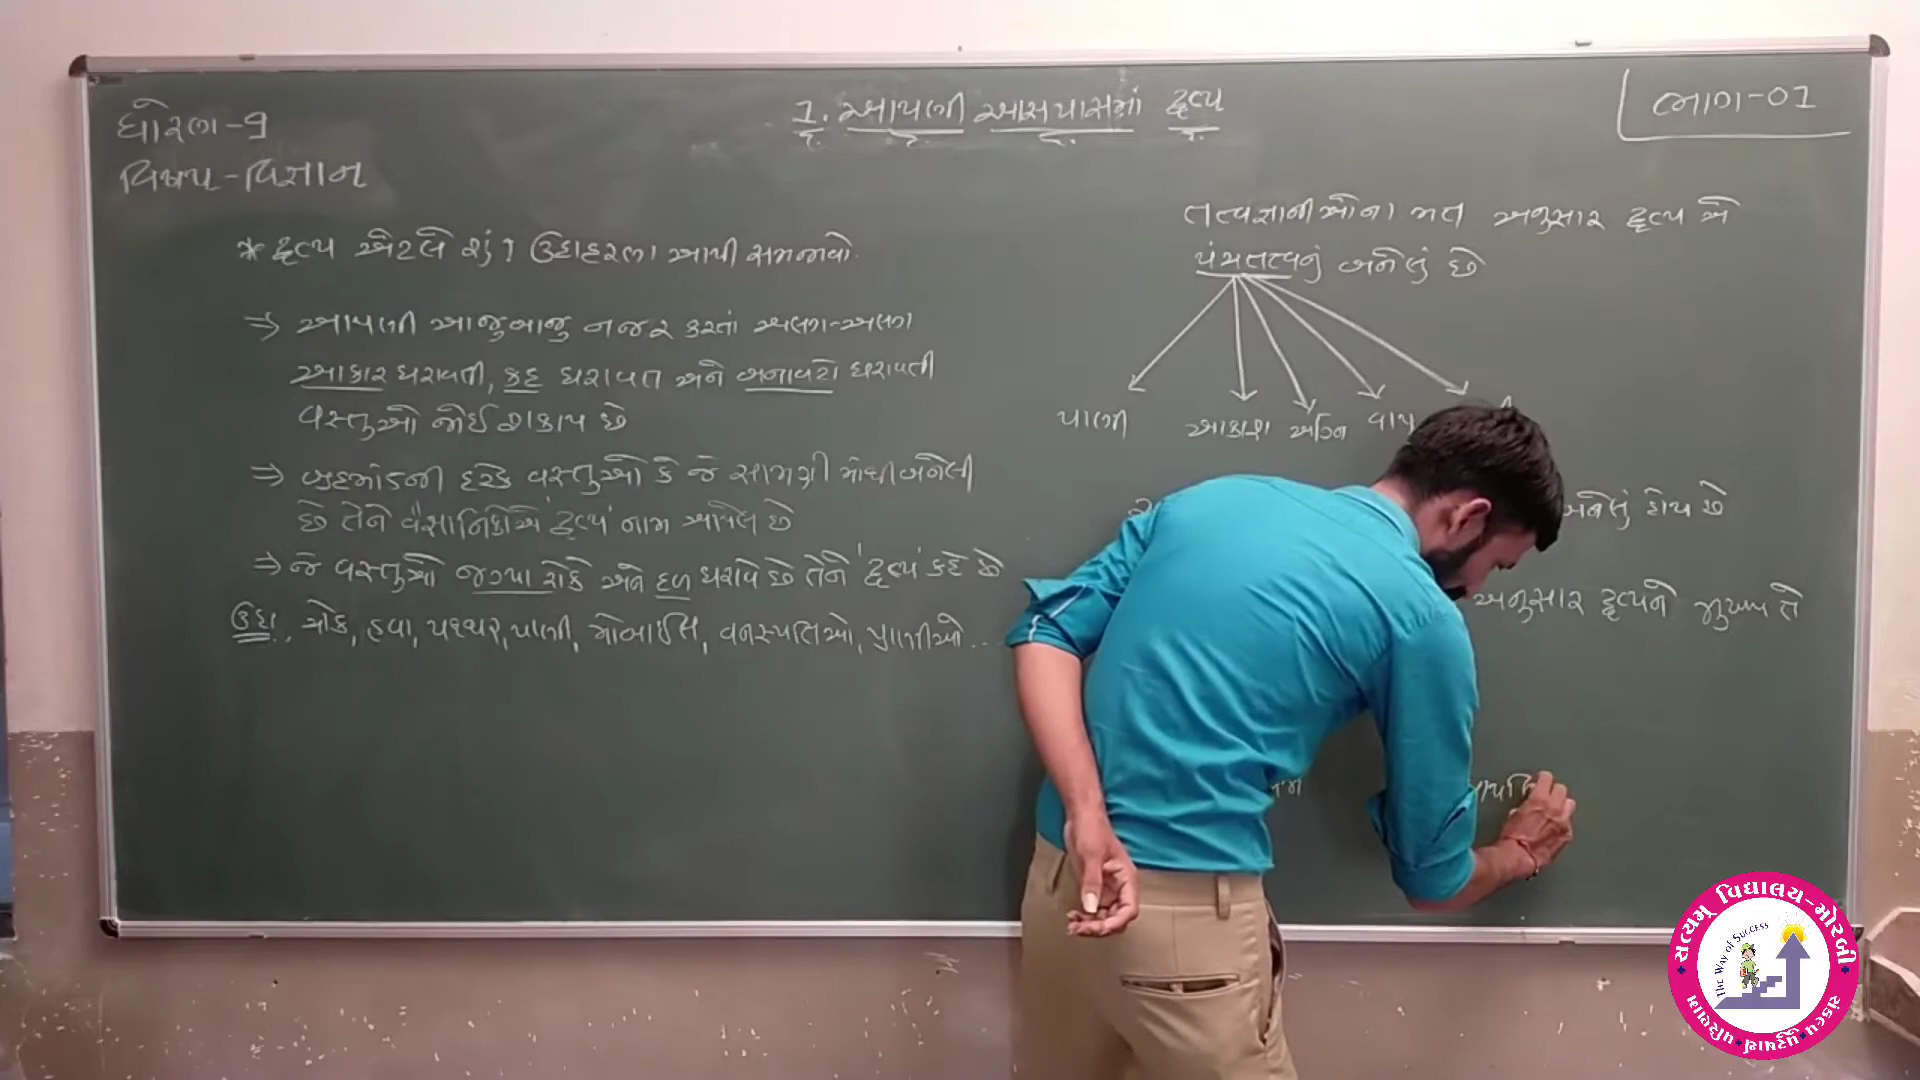 ધોરણ-9
વિષય-વિજ્ઞાન
1. આપણી આસપાસમાં દ્રવ્ય
ભાગ-01
* દ્રવ્ય એટલે શું? ઉદાહરણ આપી સમજાવો.
⇒ આપણી આજુબાજુ નજર કરતાં અલગ-અલગ
આકાર ધરાવતી, કદ ધરાવતા અને બનાવટો ધરાવતી
વસ્તુઓ જોઈ શકાય છે
⇒ બ્રહ્માંડની દરેક વસ્તુઓ કે જે સામગ્રી માંથી બનેલી
છે તેને વૈજ્ઞાનિકોએ 'દ્રવ્ય' નામ આપેલ છે
⇒ જે વસ્તુઓ જગ્યા રોકે અને દળ ધરાવે છે તેને 'દ્રવ્ય' કહે છે
ઉદા., ચોક, હવા, પથ્થર, પાણી, મોબાઈલ, વનસ્પતિઓ, પ્રાણીઓ...
તત્વજ્ઞાનીઓના મત અનુસાર દ્રવ્ય એ
પંચતત્વનું બનેલું છે
પાણી આકાશ અગ્નિ વાયુ
બનેલું હોય છે
અનુસાર દ્રવ્યને મુખ્ય તે
સત્યમ્ વિદ્યાલય-મોરબી
The Way of Success
સંકલ્પ • પુરુષાર્થ • પરિણામ